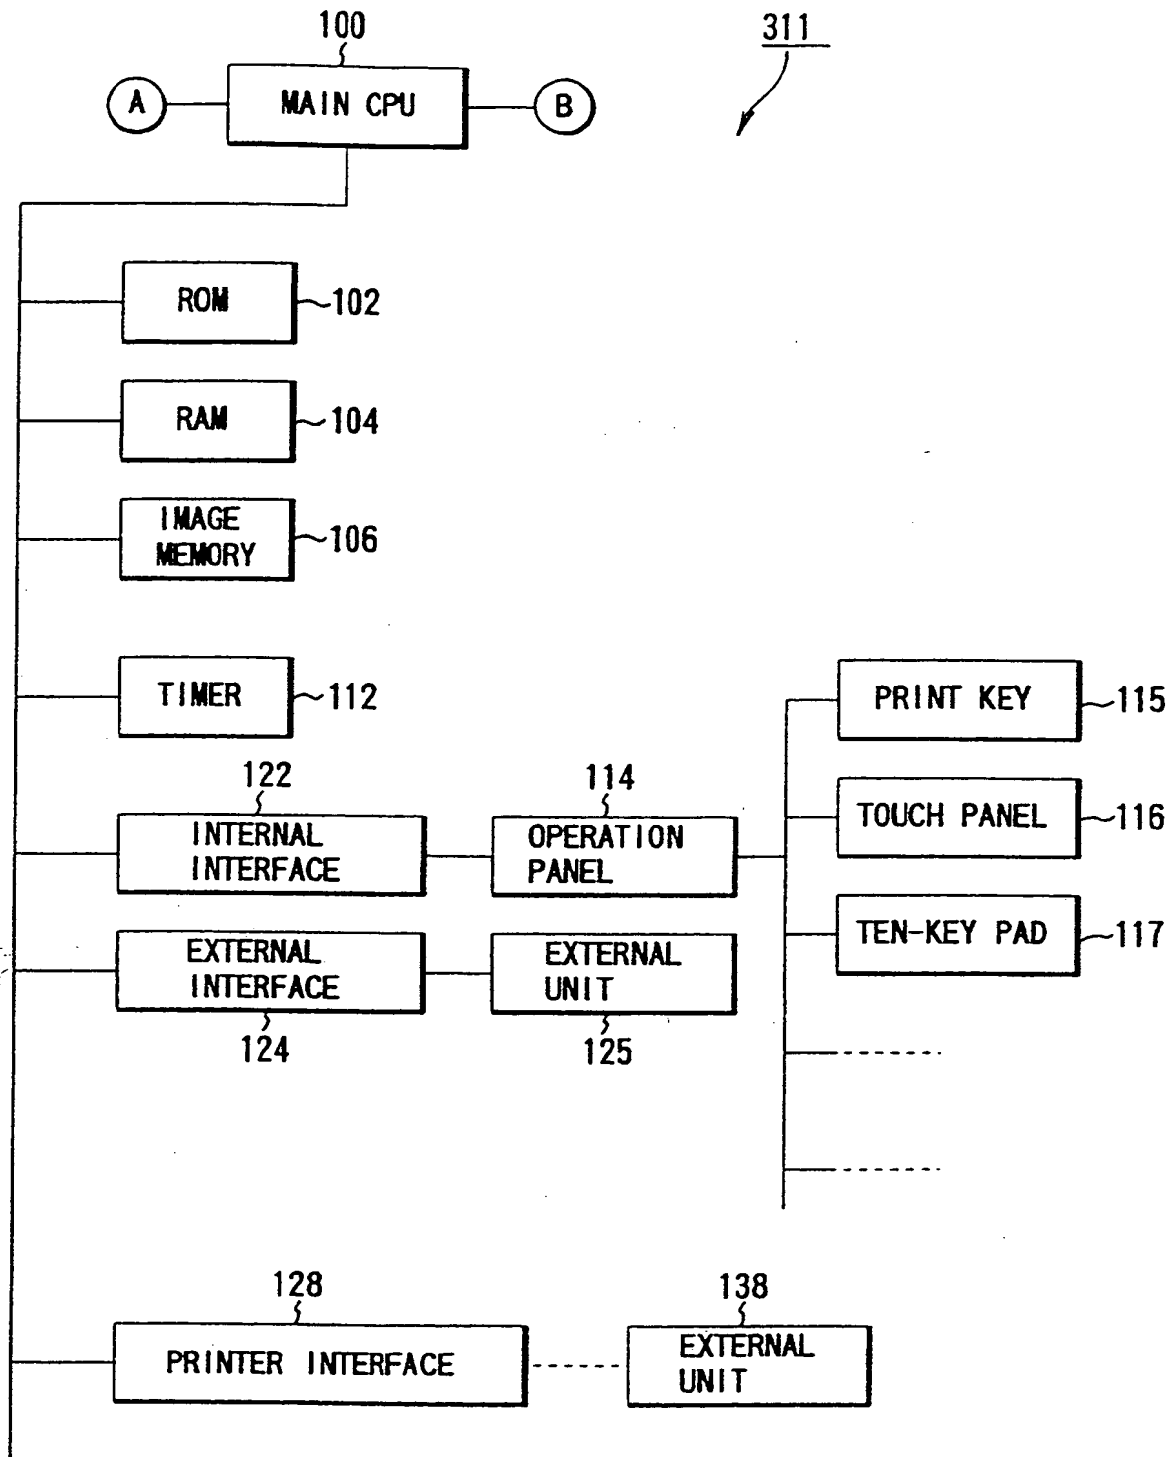 100
311
A
MAIN CPU
B
ROM
102
RAM
104
IMAGE
MEMORY
106
TIMER
112
PRINT KEY
115
122
INTERNAL
INTERFACE
114
OPERATION
PANEL
TOUCH PANEL
116
TEN-KEY PAD
117
EXTERNAL
INTERFACE
124
EXTERNAL
UNIT
125
128
PRINTER INTERFACE
138
EXTERNAL
UNIT